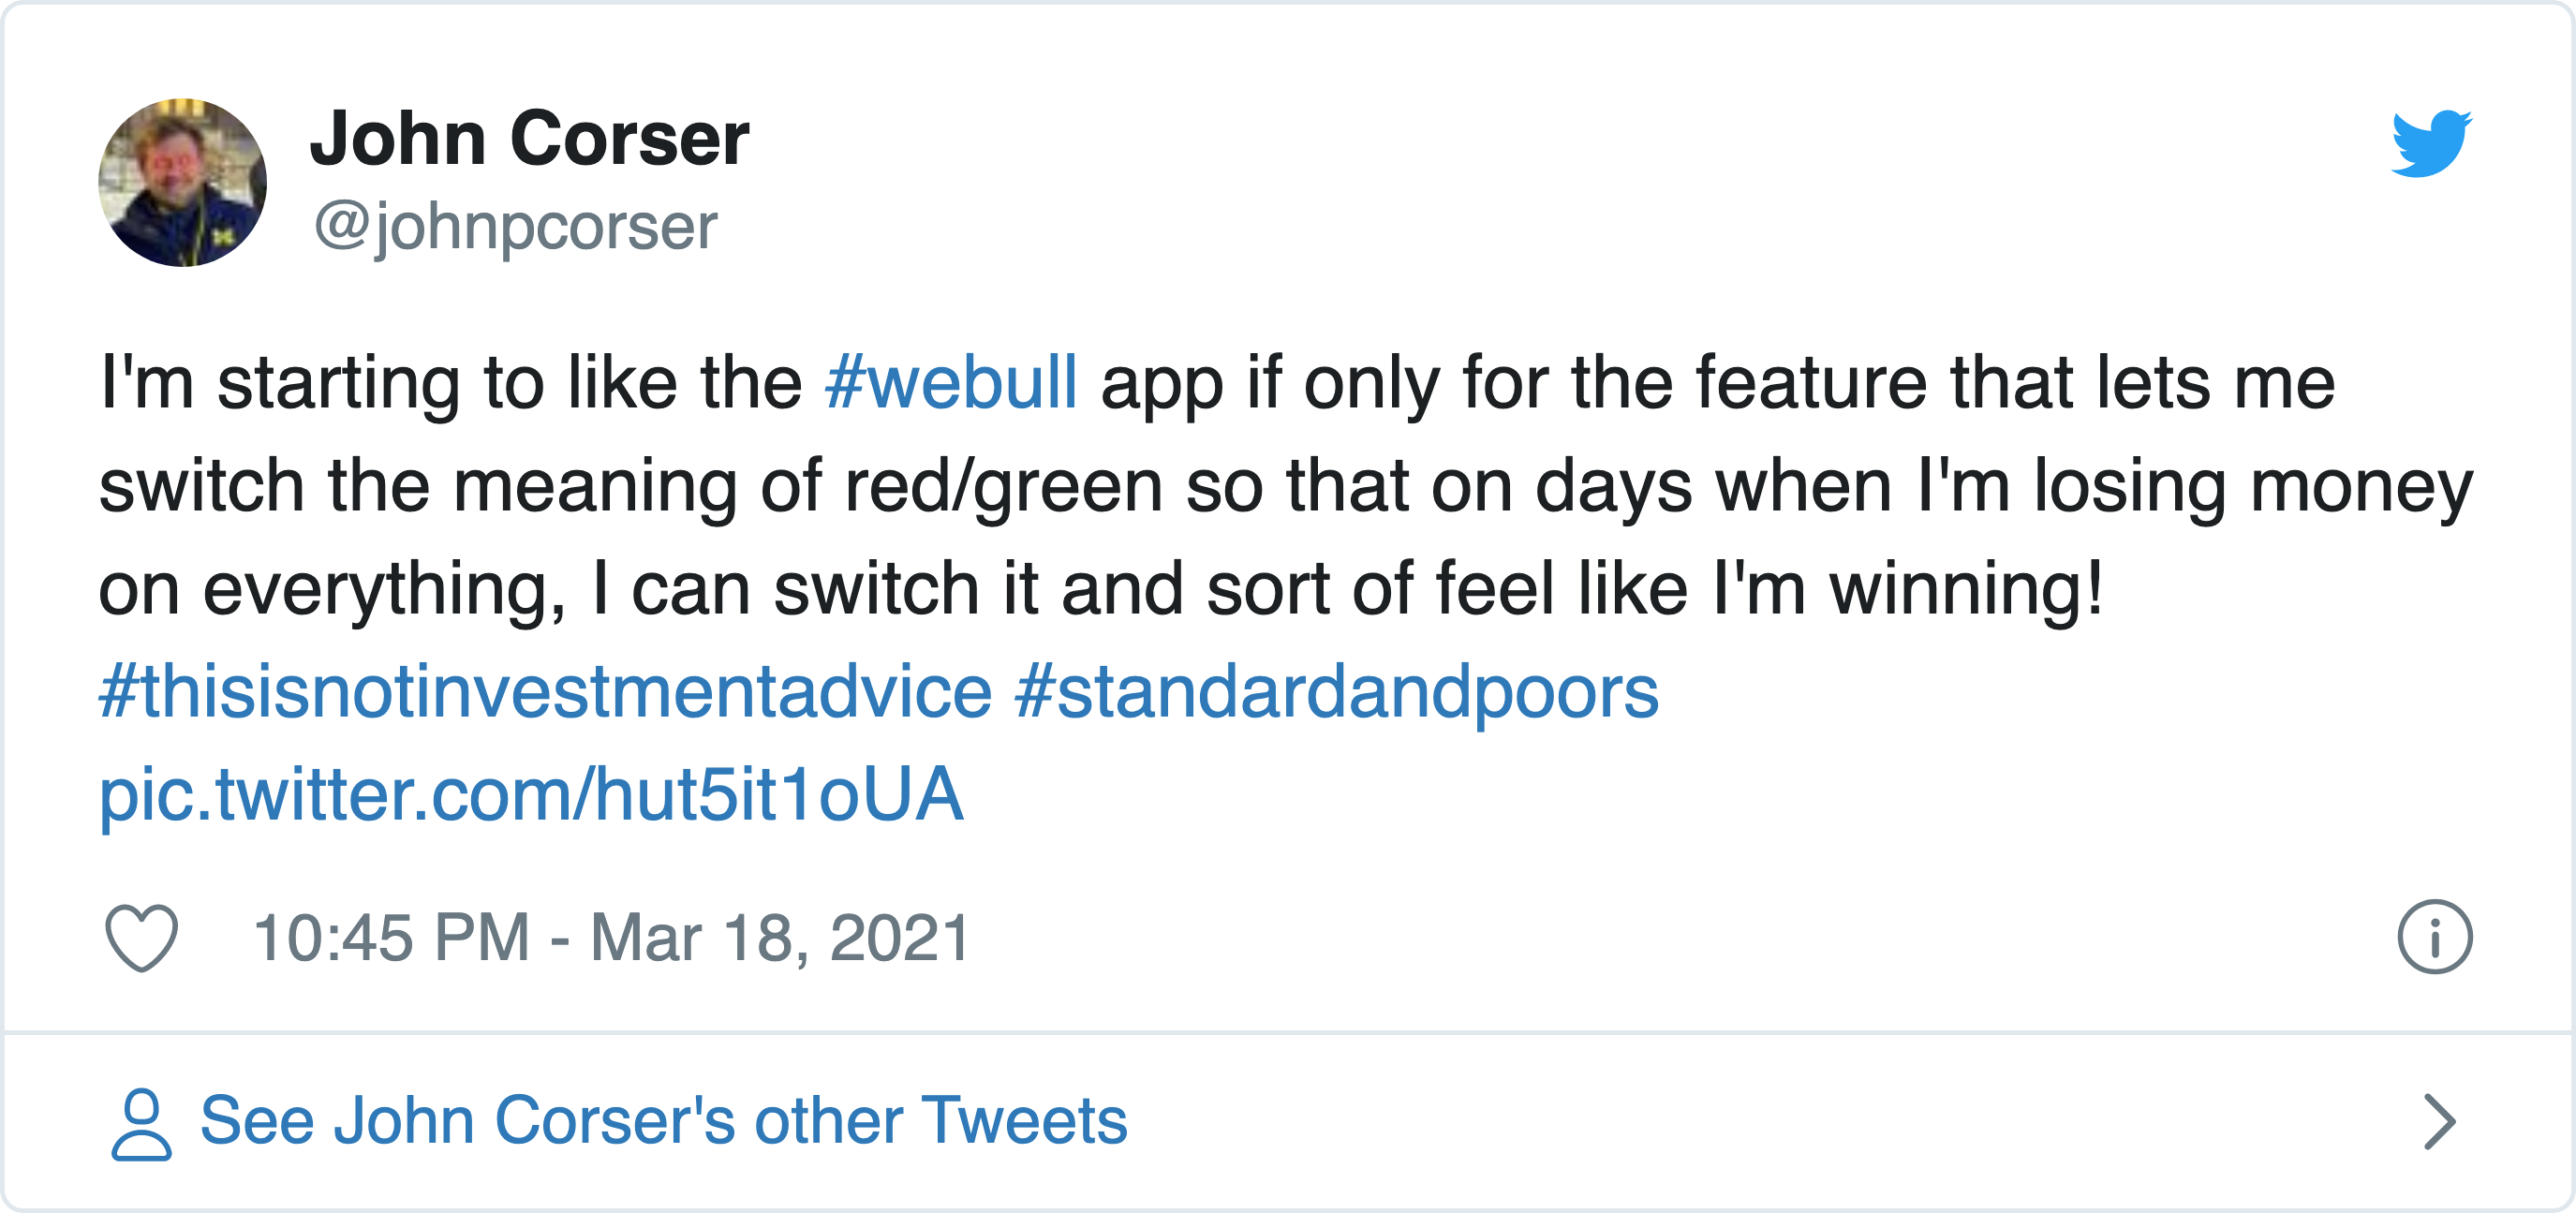 John Corser
@johnpcorser
I'm starting to like the #webull app if only for the feature that lets me
switch the meaning of red/green so that on days when I'm losing money
on everything, I can switch it and sort of feel like I'm winning!
#thisisnotinvestmentadvice #standardandpoors
pic.twitter.com/hut5it1oUA
10:45 PM - Mar 18, 2021
See John Corser's other Tweets